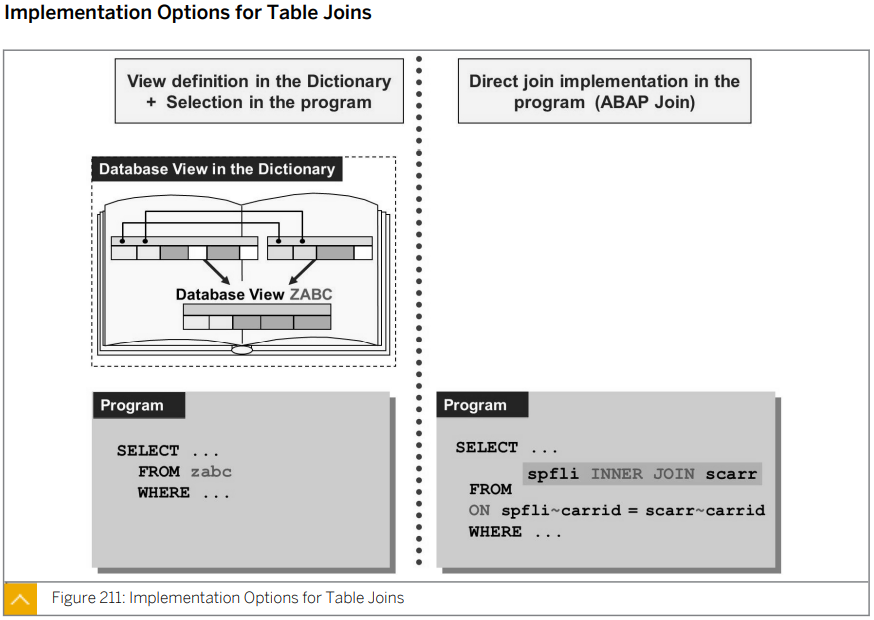 Implementation Options for Table Joins
View definition in the Dictionary
+ Selection in the program
Direct join implementation in the
program (ABAP Join)
Database View in the Dictionary
Database View ZABC
Program
SELECT ...
FROM zabc
WHERE ...
Program
SELECT ...
spfli INNER JOIN scarr
FROM
ON spfli~carrid = scarr~carrid
WHERE ...
Figure 211: Implementation Options for Table Joins